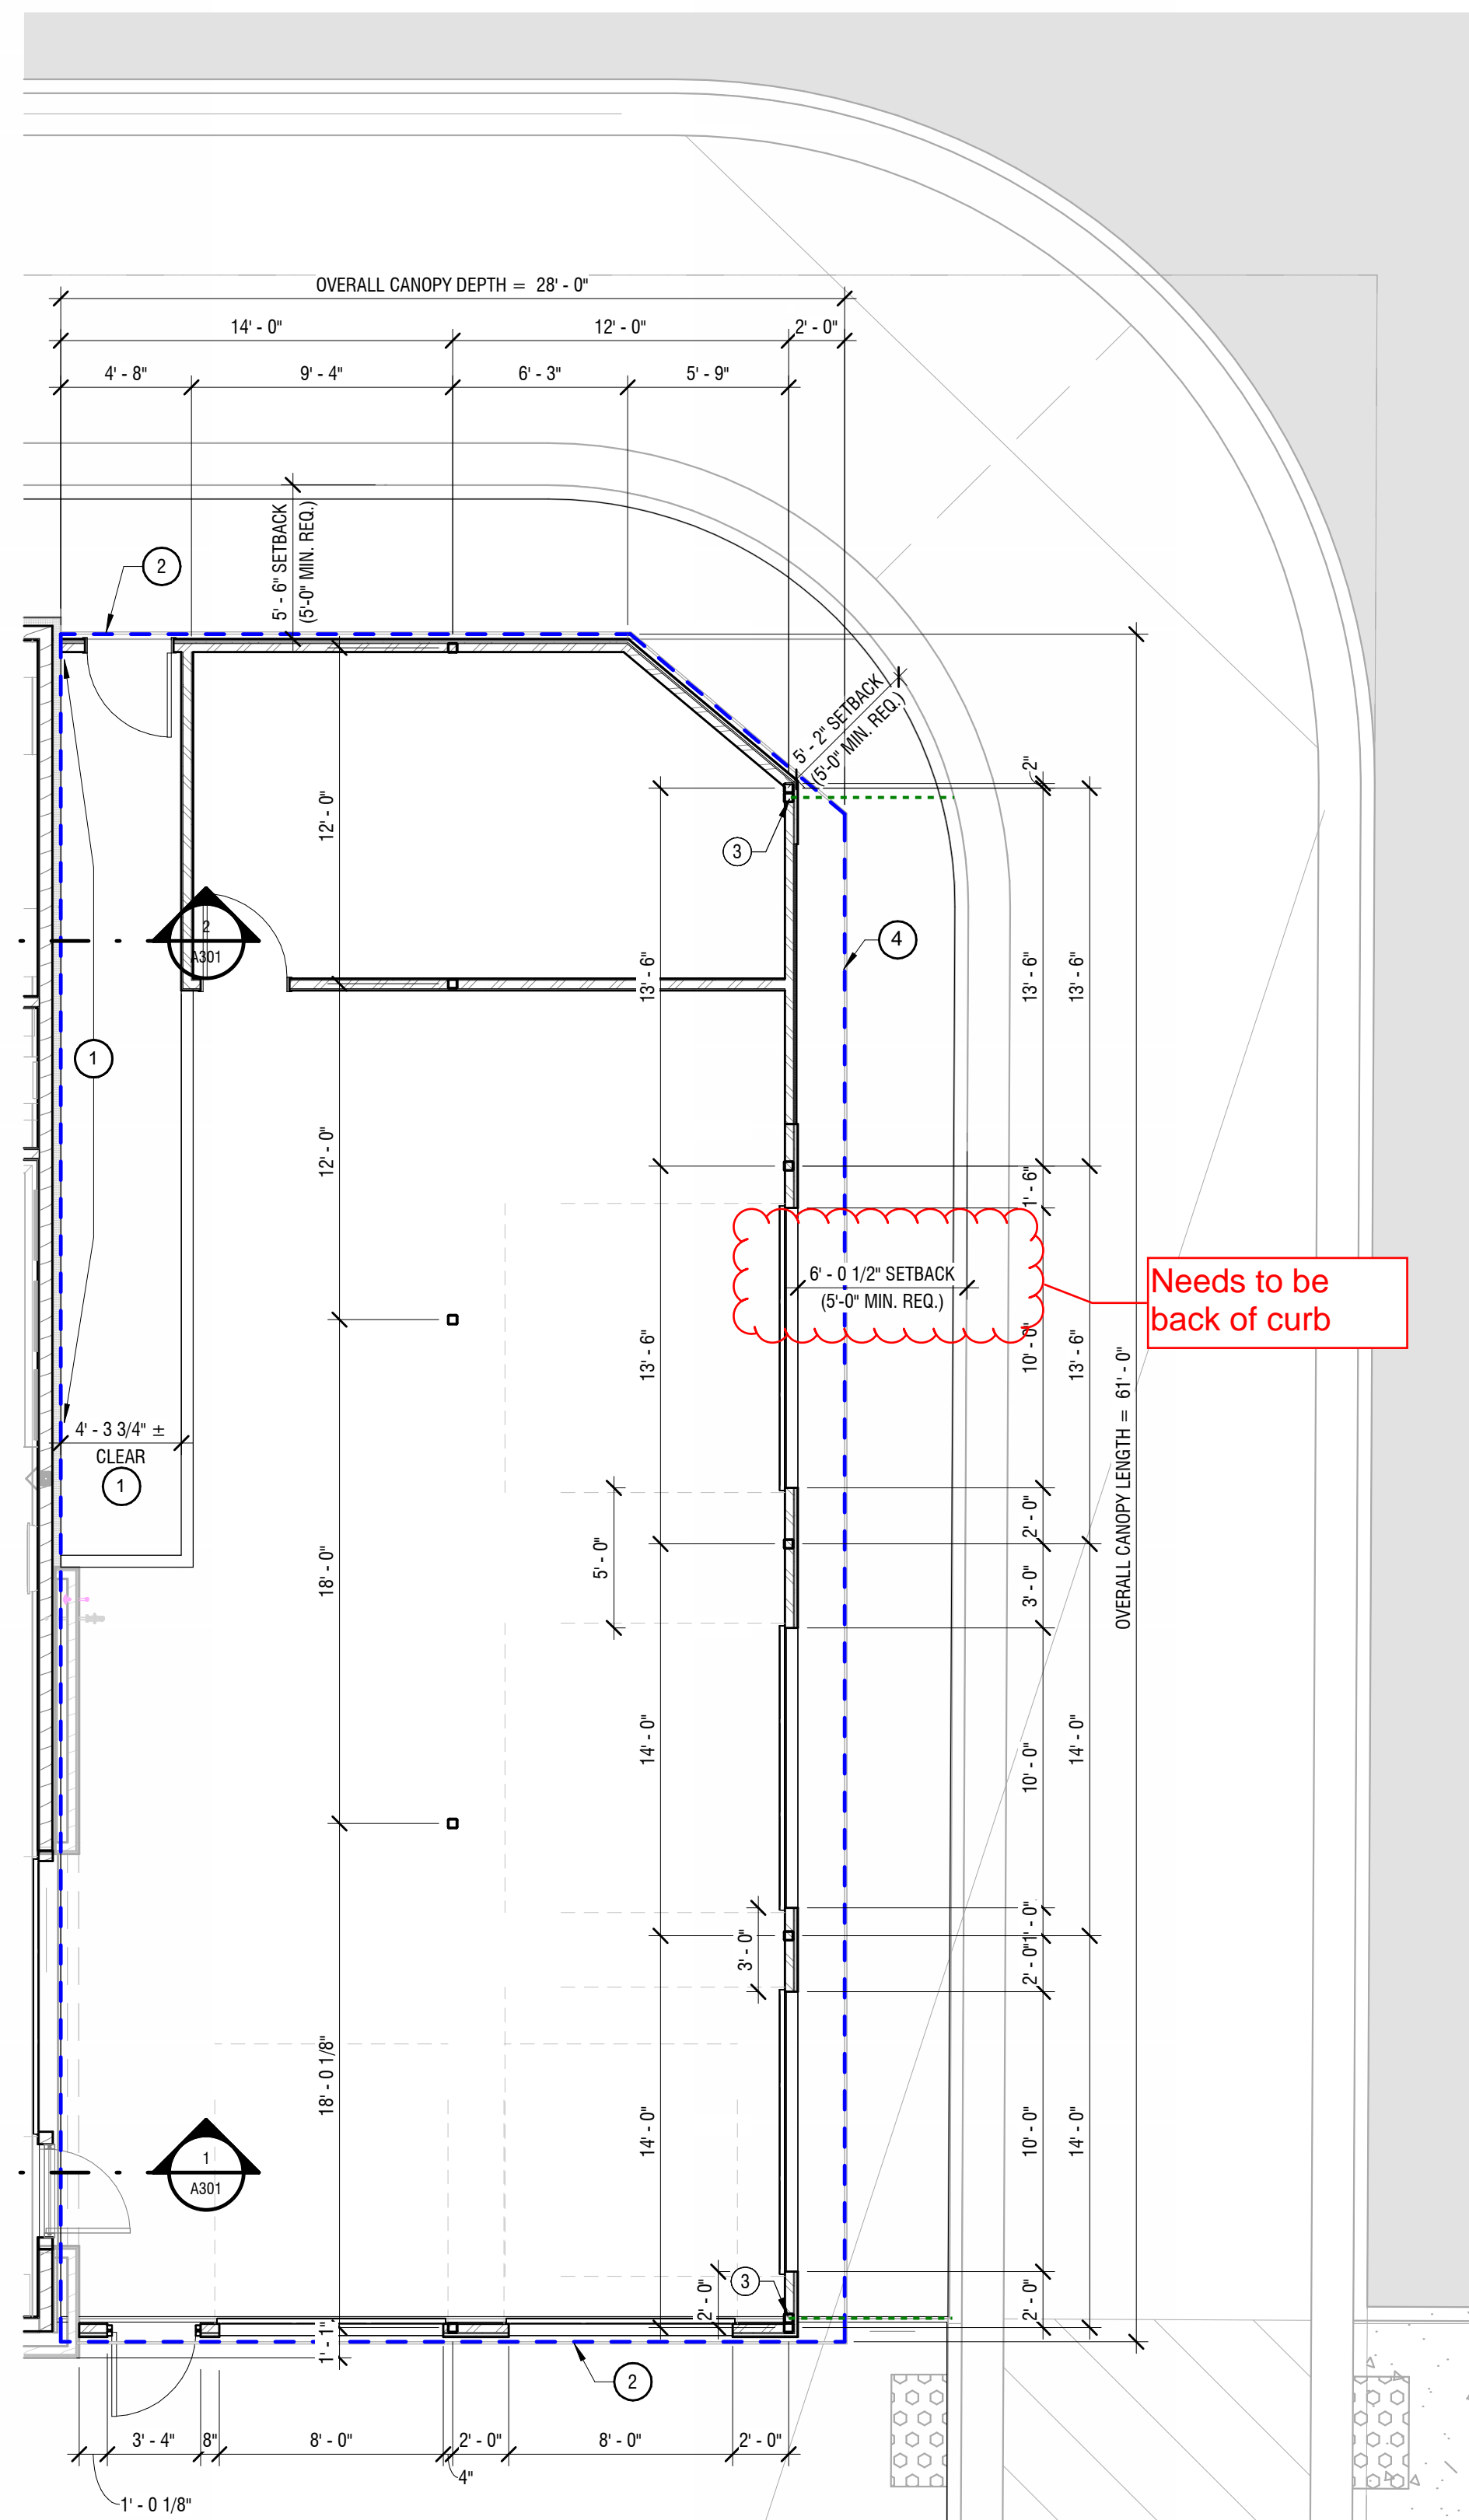 OVERALL CANOPY DEPTH = 28' - 0"
14' - 0"
12' - 0"
2' - 0"
4' - 8"
9' - 4"
6' - 3"
5' - 9"
5' - 6" SETBACK
(5'-0" MIN. REQ.)
2
5' - 2" SETBACK
(5'-0" MIN. REQ.)
2"
12' - 0"
3
2
A301
4
13' - 6"
13' - 6"
13' - 6"
1
12' - 0"
1' - 6"
6' - 0 1/2" SETBACK
(5'-0" MIN. REQ.)
Needs to be
back of curb
13' - 6"
10' - 0"
13' - 6"
OVERALL CANOPY LENGTH = 61' - 0"
4' - 3 3/4" ±
CLEAR
1
5' - 0"
2' - 0"
18' - 0"
3' - 0"
14' - 0"
10' - 0"
14' - 0"
3' - 0"
1' - 0"
2' - 0"
18' - 0 1/8"
14' - 0"
10' - 0"
14' - 0"
1
A301
3
2' - 0"
2' - 0"
1' - 1"
2
3' - 4"
8"
8' - 0"
2' - 0"
8' - 0"
2' - 0"
4"
1' - 0 1/8"